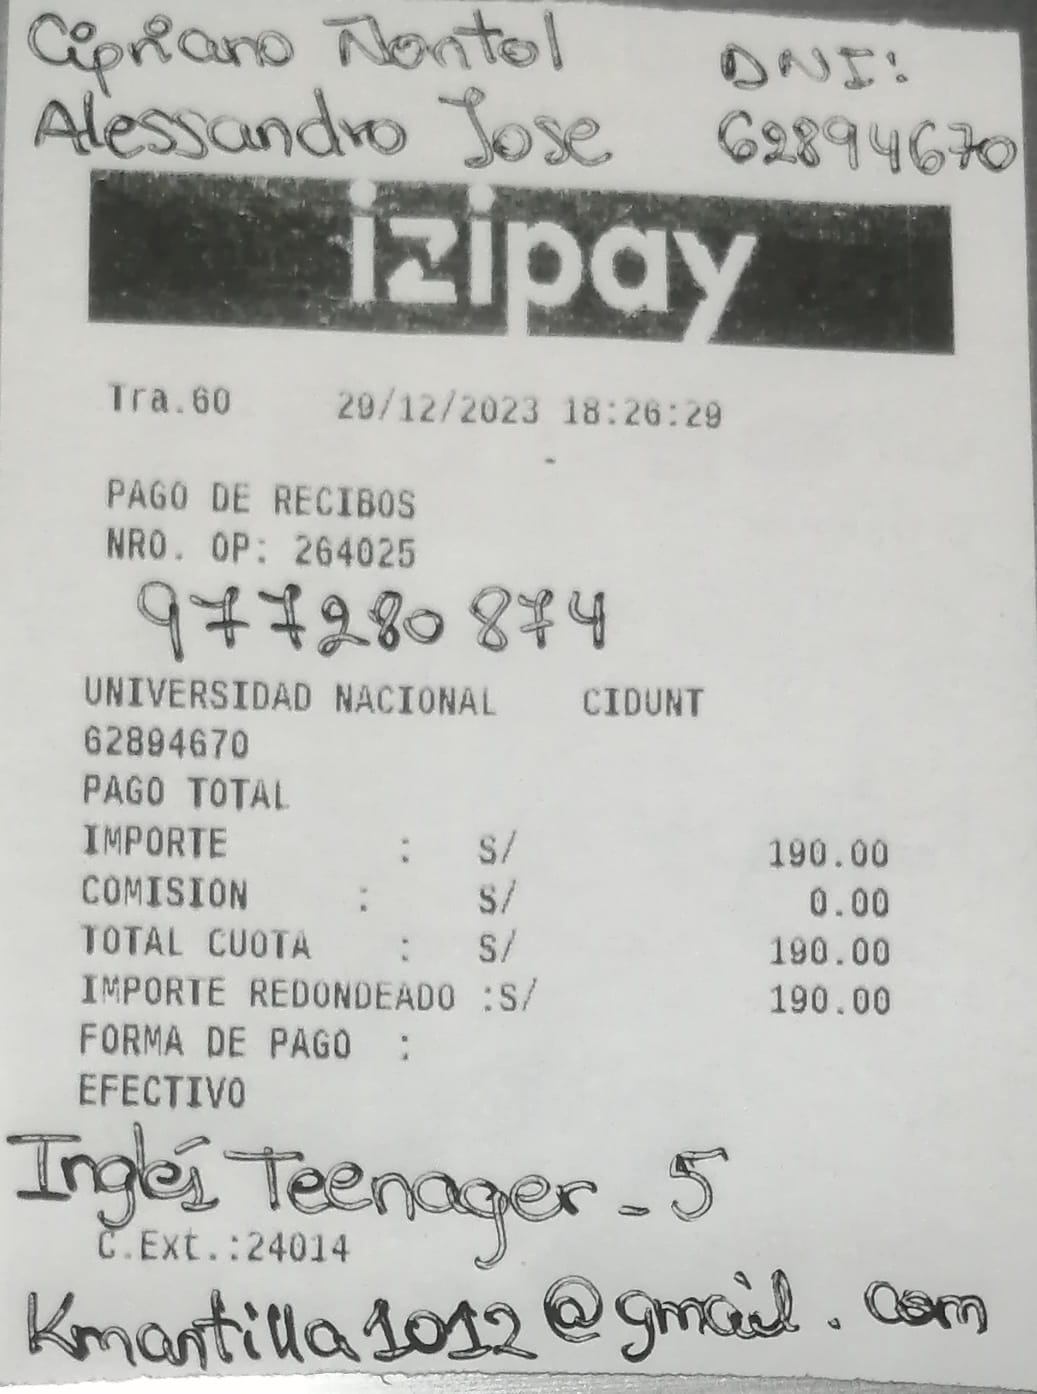 Cipriano Ñontol DNI:
Alessandro Jose 62894670
izipay
Tra.60 29/12/2023 18:26:29
-
PAGO DE RECIBOS
NRO. OP: 264025
977280874
UNIVERSIDAD NACIONAL CIDUNT
62894670
PAGO TOTAL
IMPORTE : S/ 190.00
COMISION : S/ 0.00
TOTAL CUOTA : S/ 190.00
IMPORTE REDONDEADO :S/ 190.00
FORMA DE PAGO :
EFECTIVO
Inglés Teenager - 5
C.Ext.:24014
Kmantilla1012@gmail.com